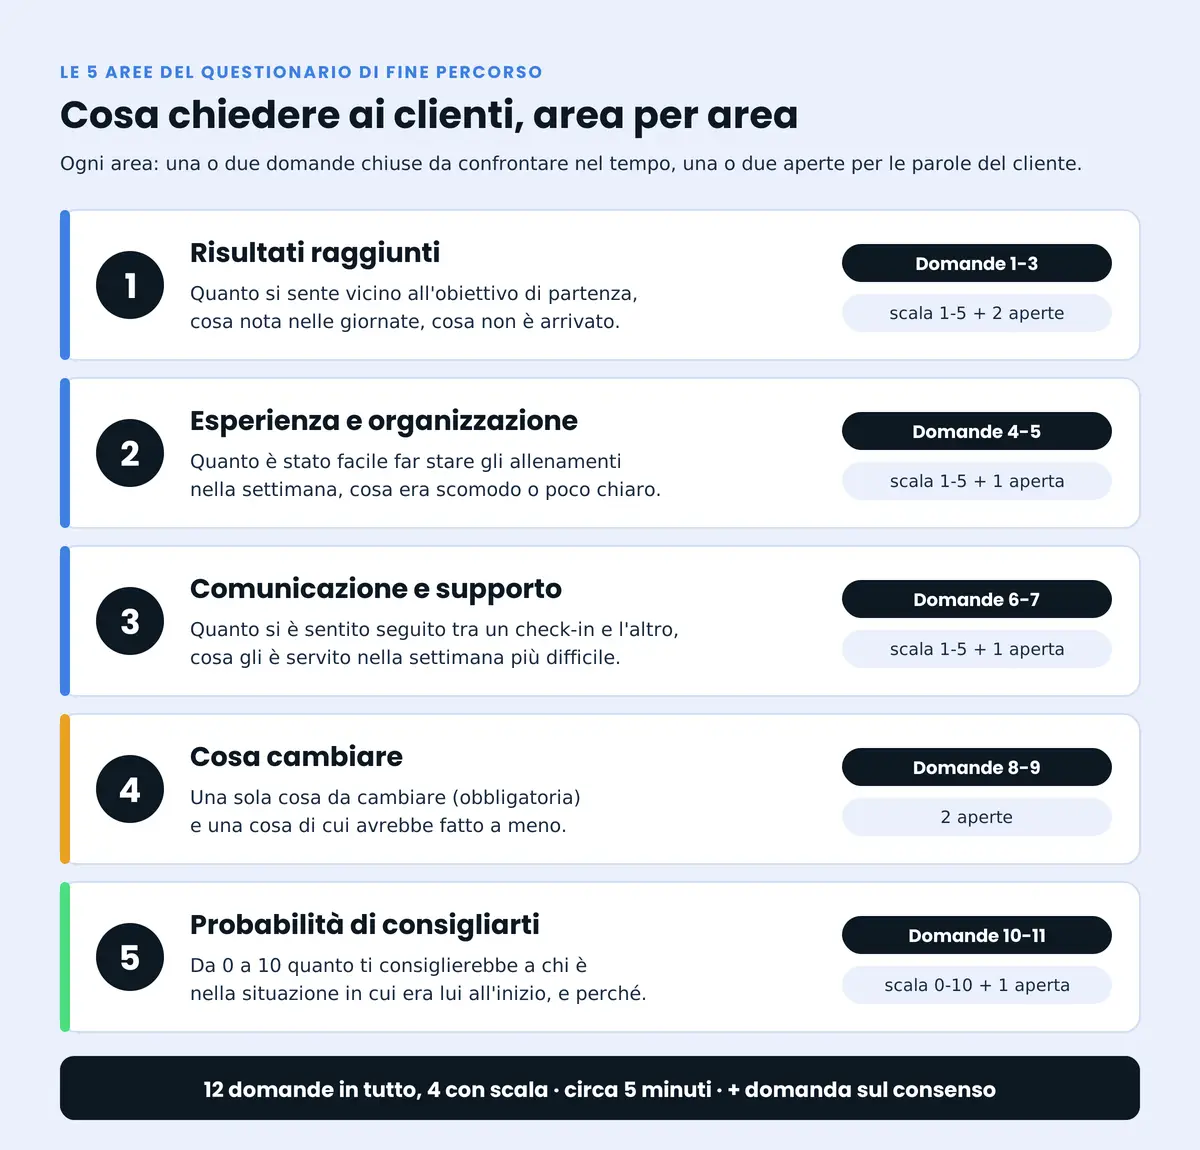 LE 5 AREE DEL QUESTIONARIO DI FINE PERCORSO
Cosa chiedere ai clienti, area per area
Ogni area: una o due domande chiuse da confrontare nel tempo, una o due aperte per le parole del cliente.
1
Risultati raggiunti
Quanto si sente vicino all'obiettivo di partenza,
cosa nota nelle giornate, cosa non è arrivato.
Domande 1-3
scala 1-5 + 2 aperte
2
Esperienza e organizzazione
Quanto è stato facile far stare gli allenamenti
nella settimana, cosa era scomodo o poco chiaro.
Domande 4-5
scala 1-5 + 1 aperta
3
Comunicazione e supporto
Quanto si è sentito seguito tra un check-in e l'altro,
cosa gli è servito nella settimana più difficile.
Domande 6-7
scala 1-5 + 1 aperta
4
Cosa cambiare
Una sola cosa da cambiare (obbligatoria)
e una cosa di cui avrebbe fatto a meno.
Domande 8-9
2 aperte
5
Probabilità di consigliarti
Da 0 a 10 quanto ti consiglierebbe a chi è
nella situazione in cui era lui all'inizio, e perché.
Domande 10-11
scala 0-10 + 1 aperta
12 domande in tutto, 4 con scala · circa 5 minuti · + domanda sul consenso